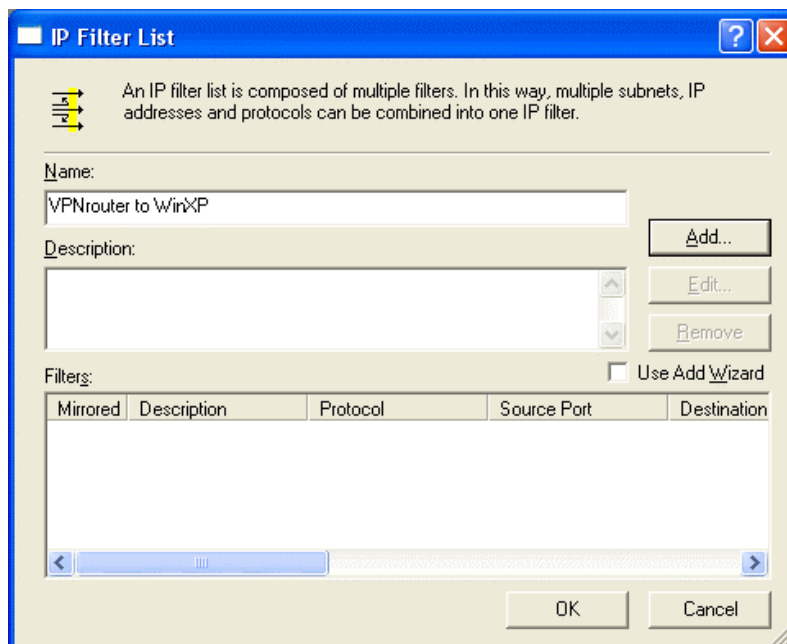 IP Filter List
An IP filter list is composed of multiple filters. In this way, multiple subnets, IP
addresses and protocols can be combined into one IP filter.
Name:
VPNrouter to WinXP
Add...
Description:
Edit...
Remove
Filters:
Use Add Wizard
Mirrored Description Protocol Source Port Destination
OK Cancel